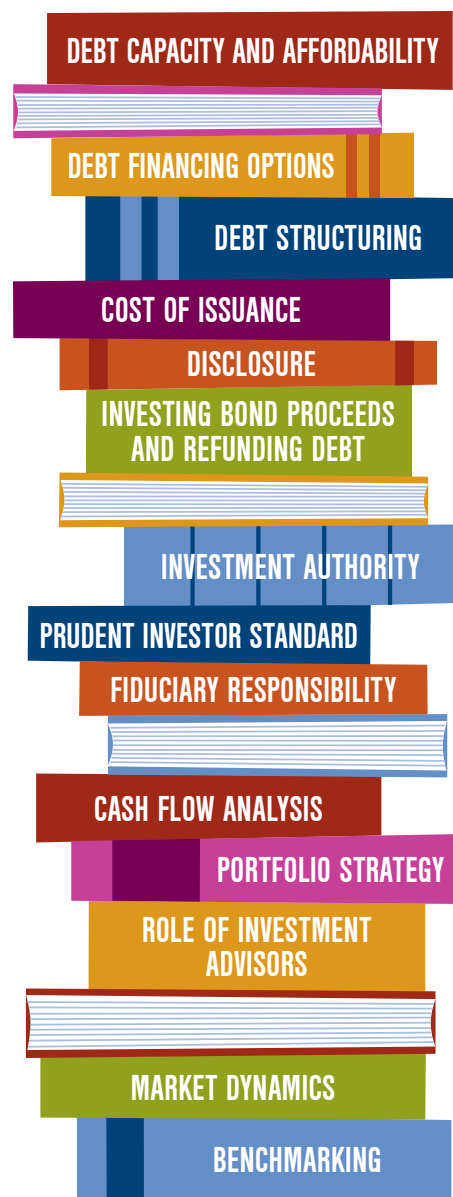 DEBT CAPACITY AND AFFORDABILITY
DEBT FINANCING OPTIONS
DEBT STRUCTURING
COST OF ISSUANCE
DISCLOSURE
INVESTING BOND PROCEEDS
AND REFUNDING DEBT
INVESTMENT AUTHORITY
PRUDENT INVESTOR STANDARD
FIDUCIARY RESPONSIBILITY
CASH FLOW ANALYSIS
PORTFOLIO STRATEGY
ROLE OF INVESTMENT
ADVISORS
MARKET DYNAMICS
BENCHMARKING